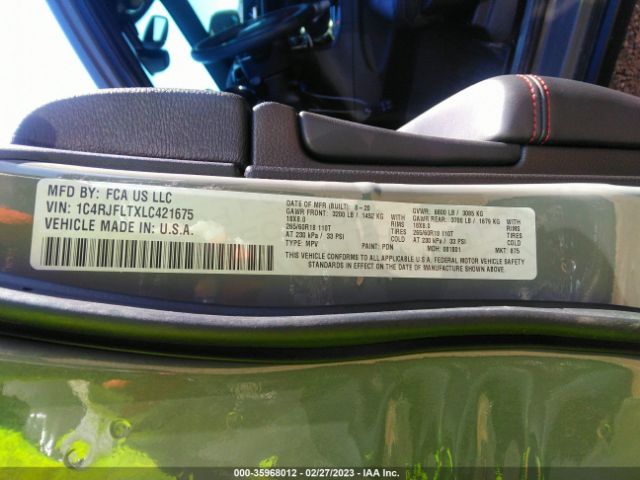 MFD BY: FCA US LLC
VIN: 1C4RJFLTXLC421675
VEHICLE MADE IN: U.S.A.
DATE OF MFR (BUILT) 8-20
GAWR FRONT: 3200 LB / 1452 KG
18X8.0 RIMS
265/60R18 110T TIRES
AT 230 kPa / 33 PSI COLD
TYPE: MPV PAINT: PDN
GVWR: 6800 LB / 3085 KG
GAWR REAR: 3700 LB / 1679 KG
18X8.0 RIMS
265/60R18 110T TIRES
AT 230 kPa / 33 PSI COLD
MDH: 081801 MKT: 875
THIS VEHICLE CONFORMS TO ALL APPLICABLE U.S.A. FEDERAL MOTOR VEHICLE SAFETY
STANDARDS IN EFFECT ON THE DATE OF MANUFACTURE SHOWN ABOVE.
000-35968012 - 02/27/2023 - IAA Inc.